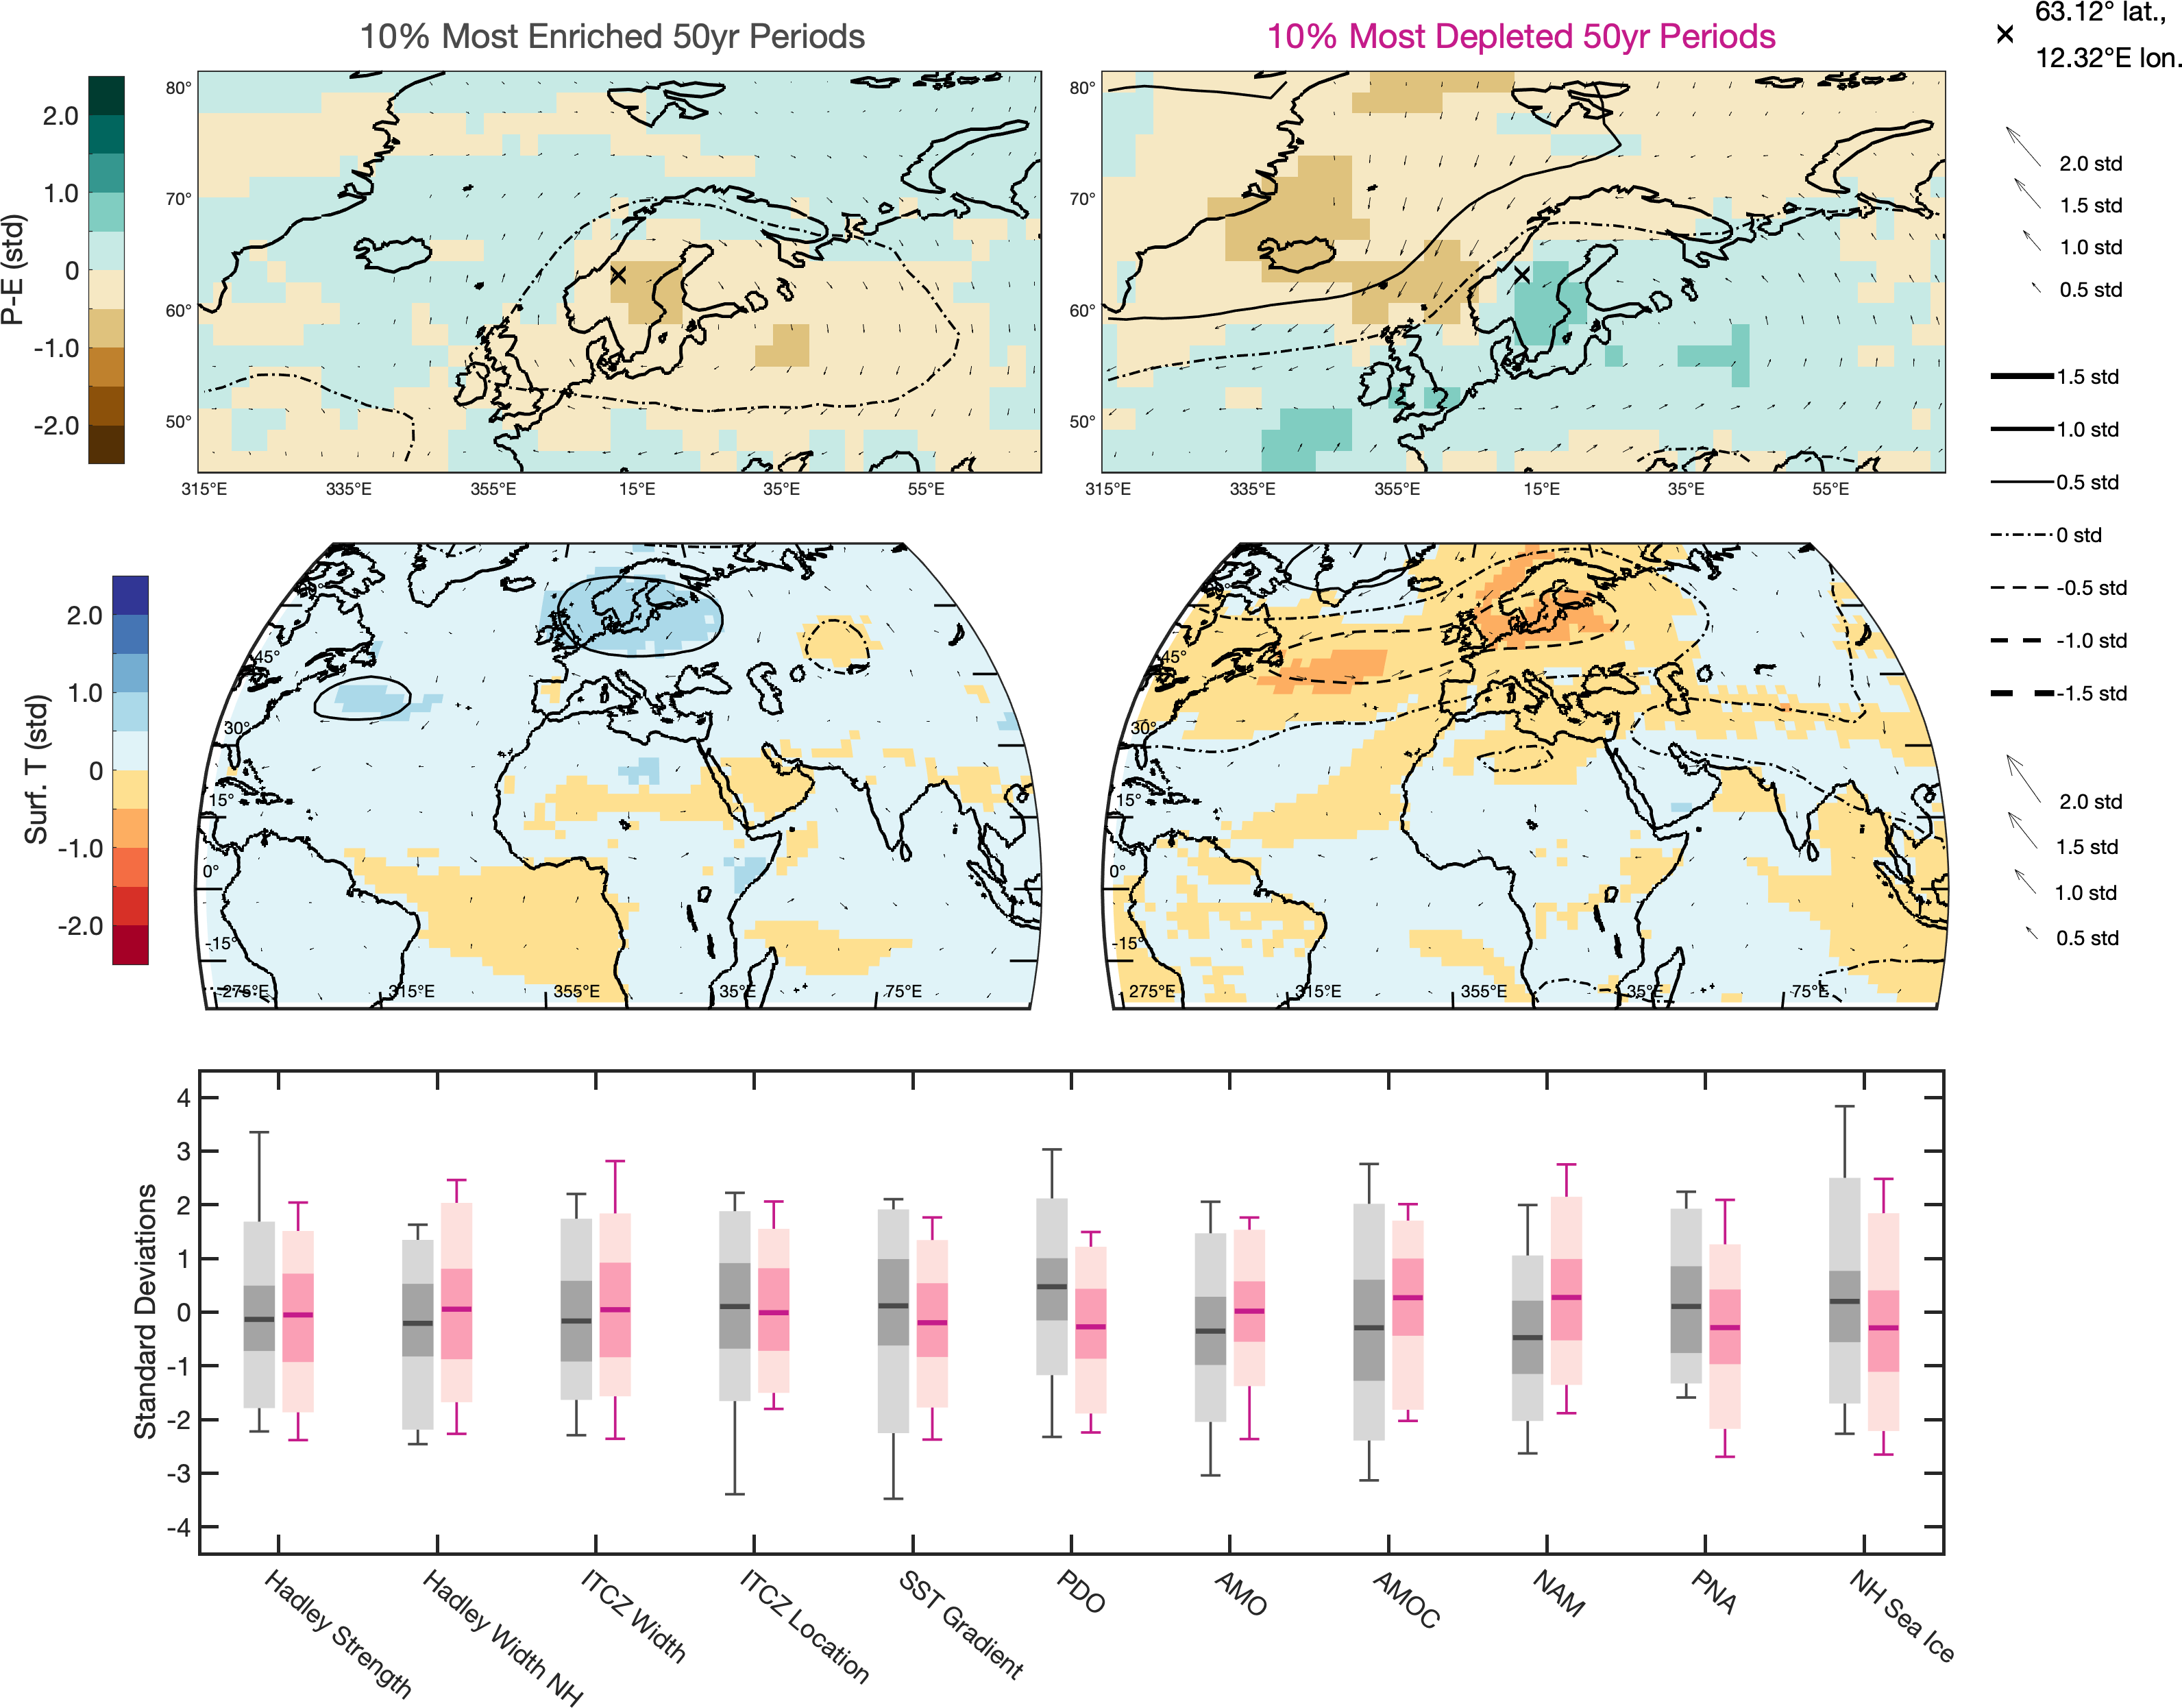 10% Most Enriched 50yr Periods
10% Most Depleted 50yr Periods
63.12° lat.,
12.32°E lon.
P-E (std)
2.0
1.0
0
-1.0
-2.0
80°
70°
60°
50°
315°E 335°E 355°E 15°E 35°E 55°E
80°
70°
60°
50°
315°E 335°E 355°E 15°E 35°E 55°E
2.0 std
1.5 std
1.0 std
0.5 std
1.5 std
1.0 std
0.5 std
0 std
-0.5 std
-1.0 std
-1.5 std
2.0 std
1.5 std
1.0 std
0.5 std
Surf. T (std)
2.0
1.0
0
-1.0
-2.0
45°
30°
15°
0°
-15°
275°E 315°E 355°E 35°E 75°E
45°
30°
15°
0°
-15°
275°E 315°E 355°E 35°E 75°E
Standard Deviations
4
3
2
1
0
-1
-2
-3
-4
Hadley Strength
Hadley Width NH
ITCZ Width
ITCZ Location
SST Gradient
PDO
AMO
AMOC
NAM
PNA
NH Sea Ice